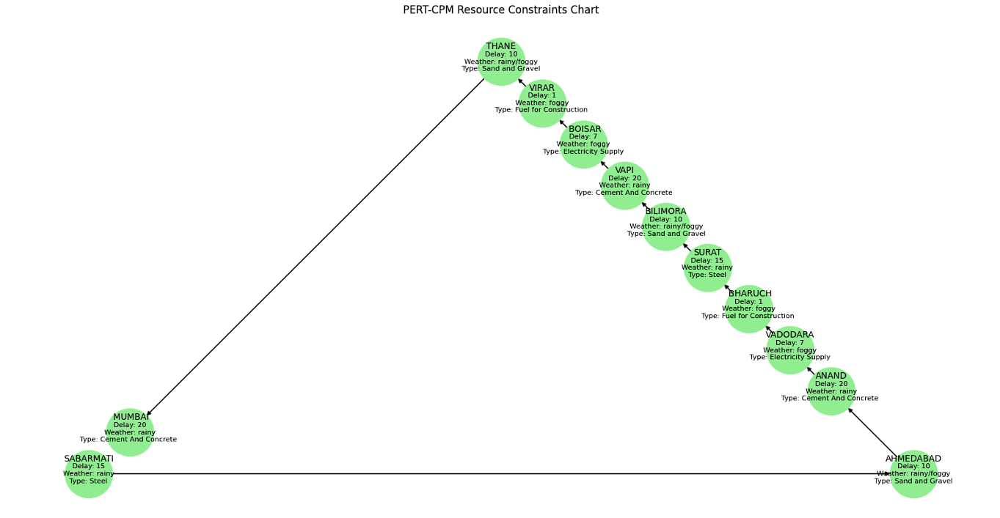 PERT-CPM Resource Constraints Chart
THANE
Delay: 10
Weather: rainy/foggy
Type: Sand and Gravel
VIRAR
Delay: 1
Weather: foggy
Type: Fuel for Construction
BOISAR
Delay: 7
Weather: foggy
Type: Electricity Supply
VAPI
Delay: 20
Weather: rainy
Type: Cement And Concrete
BILIMORA
Delay: 10
Weather: rainy/foggy
Type: Sand and Gravel
SURAT
Delay: 15
Weather: rainy
Type: Steel
BHARUCH
Delay: 1
Weather: foggy
Type: Fuel for Construction
VADODARA
Delay: 7
Weather: foggy
Type: Electricity Supply
ANAND
Delay: 20
Weather: rainy
Type: Cement And Concrete
MUMBAI
Delay: 20
Weather: rainy
Type: Cement And Concrete
SABARMATI
Delay: 15
Weather: rainy
Type: Steel
AHMEDABAD
Delay: 10
Weather: rainy/foggy
Type: Sand and Gravel